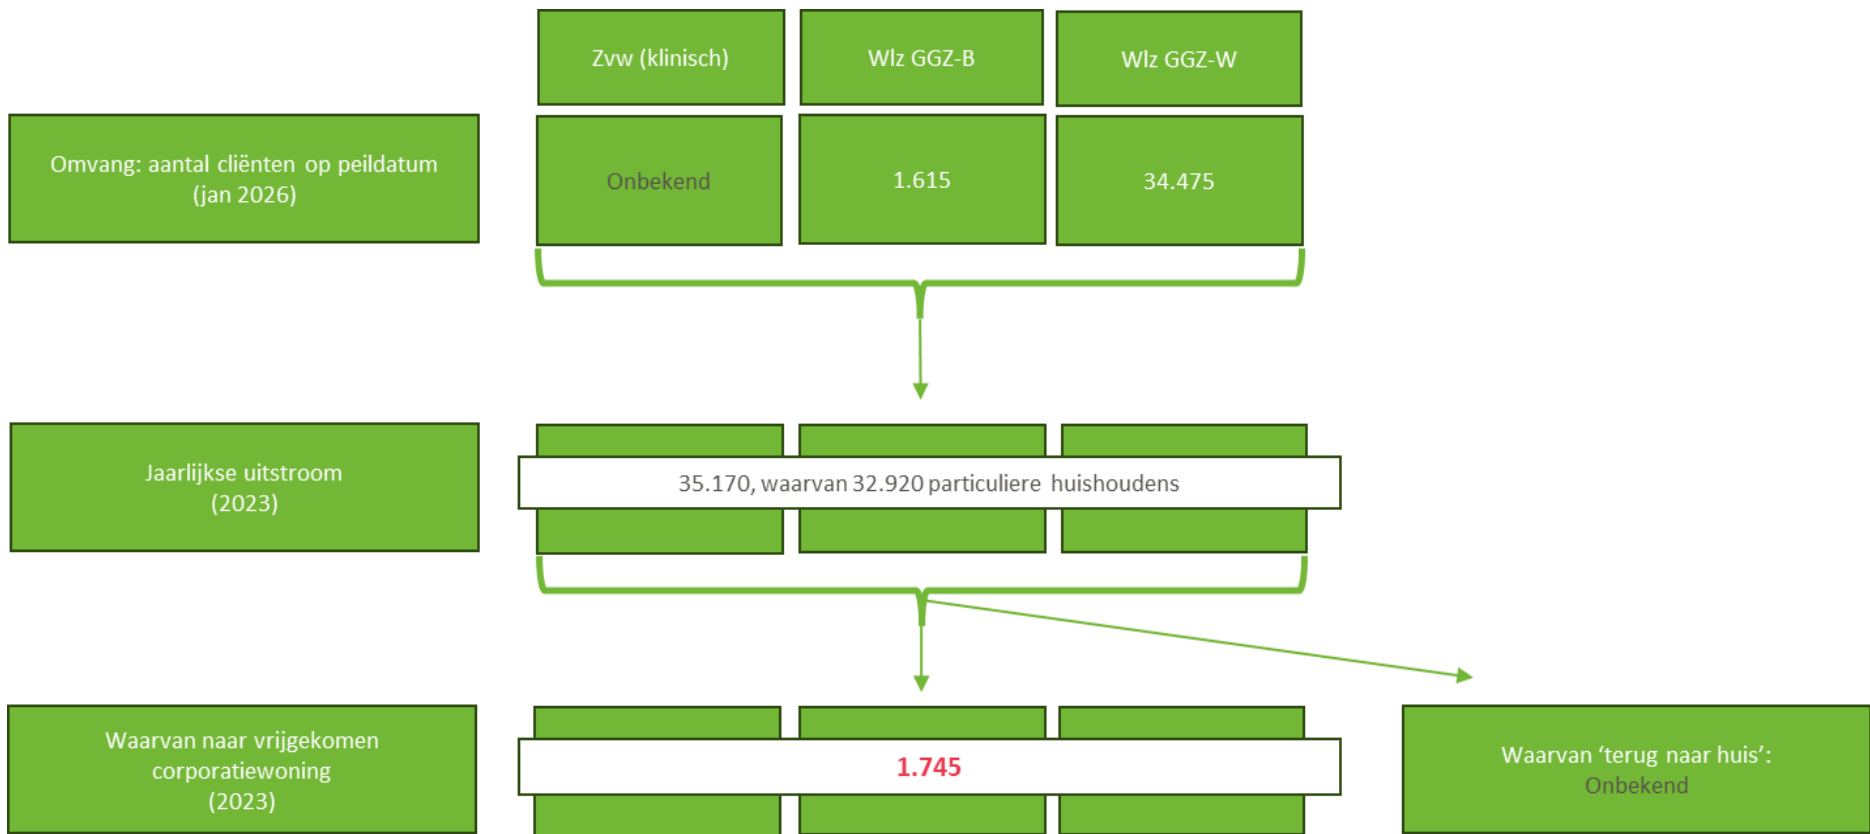 Zvw (klinisch)
Wlz GGZ-B
Wlz GGZ-W
Omvang: aantal cliënten op peildatum
(jan 2026)
Onbekend
1.615
34.475
Jaarlijkse uitstroom
(2023)
35.170, waarvan 32.920 particuliere huishoudens
Waarvan naar vrijgekomen
corporatiewoning
(2023)
1.745
Waarvan ‘terug naar huis’:
Onbekend